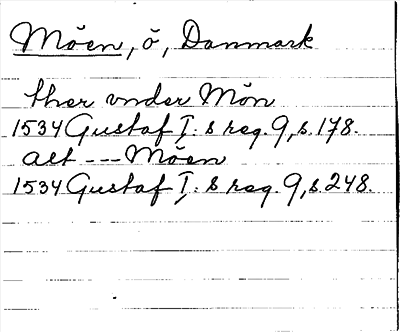 Möen, ö, Danmark
ther vnder Mön
1534 Gustaf I:s reg. 9, s. 178.
alt --- Möen
1534 Gustaf I:s reg. 9, s. 248.